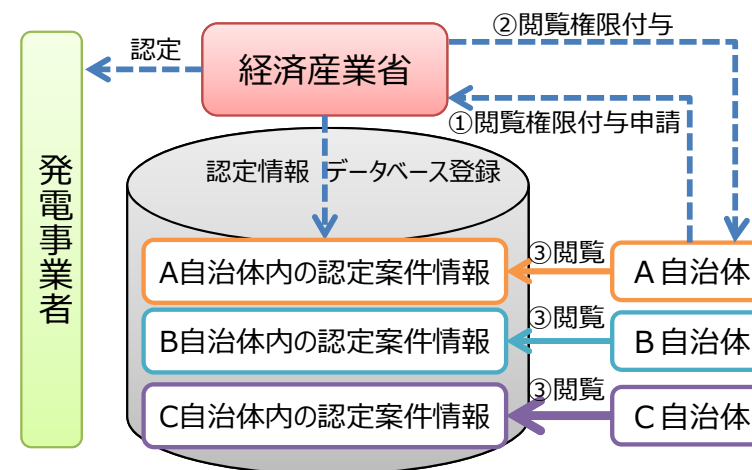 ②閲覧権限付与
認定
経済産業省
①閲覧権限付与申請
発電事業者
認定情報 データベース登録
A自治体内の認定案件情報
③閲覧
A自治体
B自治体内の認定案件情報
③閲覧
B自治体
C自治体内の認定案件情報
③閲覧
C自治体